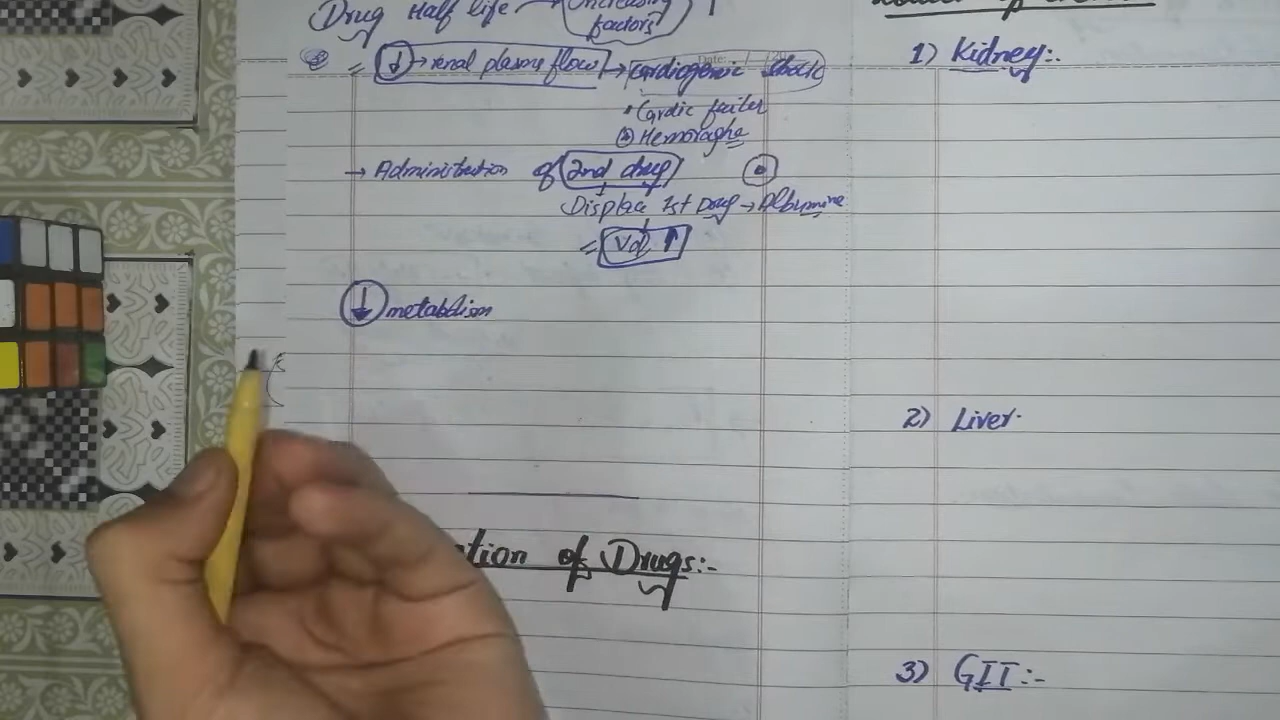 Drug Half life → Increasing
factors
= ↓ → renal plasma flow → Cardiogenic shock
• Cardic failer
Hemoraghe
→ Administration of 2nd drug
Displace 1st Drug → Albumine
= Vd ↑
↓ metabolism
tion of Drugs:-
1) Kidney:-
2) Liver-
3) GIT:-